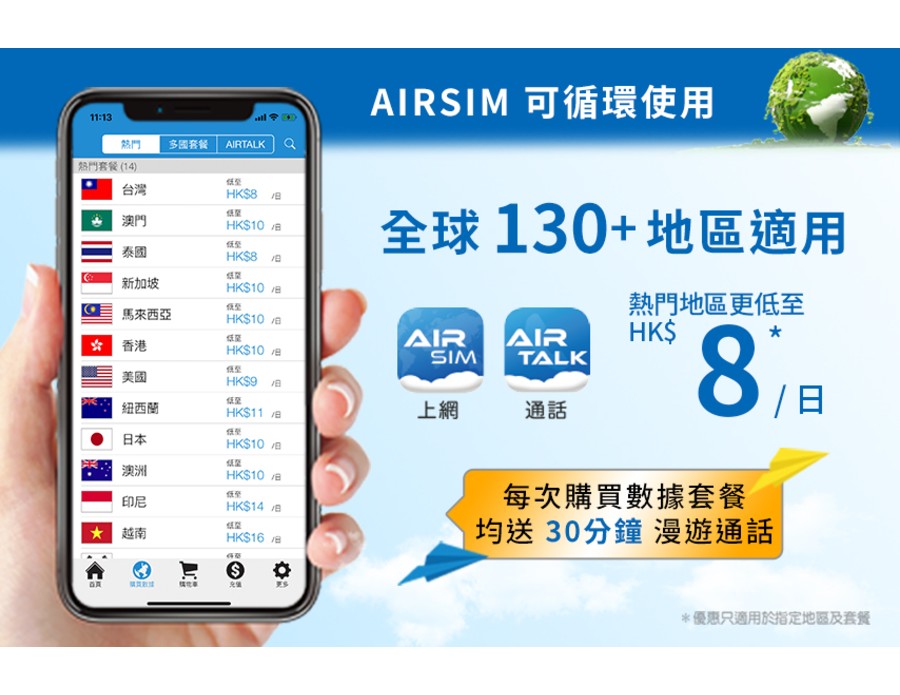 AIRSIM 可循環使用
11:13
熱門 多國套餐 AIRTALK
熱門套餐 (14)
台灣 低至 HK$8 /日
澳門 低至 HK$10 /日
泰國 低至 HK$8 /日
新加坡 低至 HK$10 /日
馬來西亞 低至 HK$10 /日
香港 低至 HK$10 /日
美國 低至 HK$9 /日
紐西蘭 低至 HK$11 /日
日本 低至 HK$10 /日
澳洲 低至 HK$10 /日
印尼 低至 HK$14 /日
越南 低至 HK$16 /日
低至
首頁 購買數據 購物車 充值 更多
全球 130+ 地區適用
AIR SIM
上網
AIR TALK
通話
熱門地區更低至
HK$ 8* / 日
每次購買數據套餐
均送 30分鐘 漫遊通話
*優惠只適用於指定地區及套餐